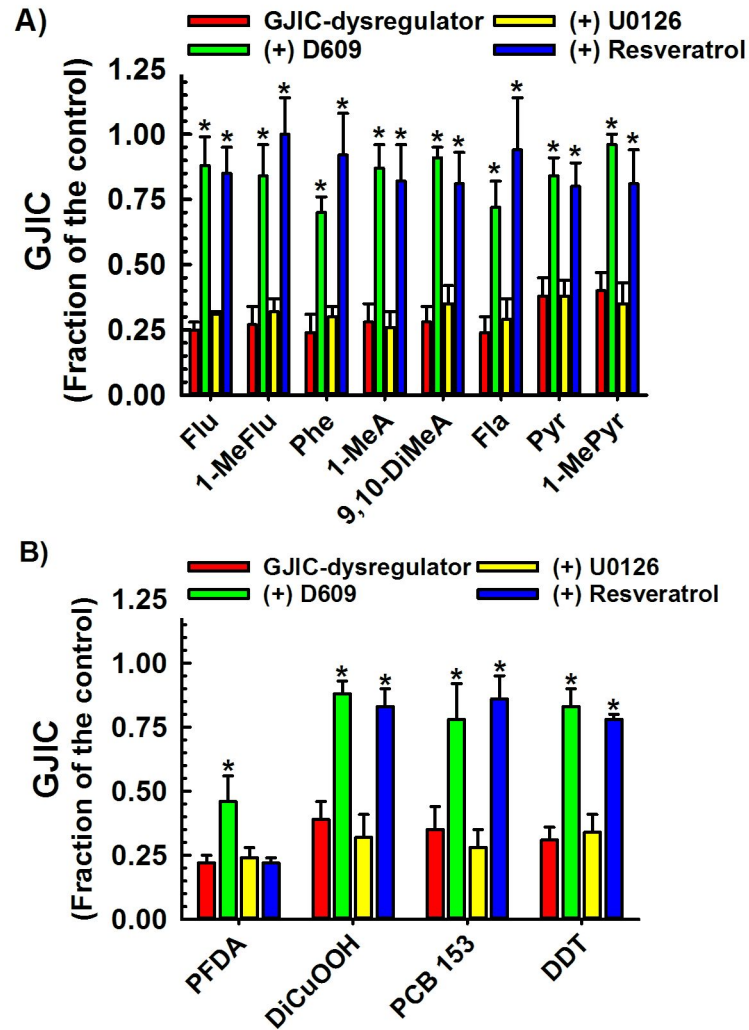 A)
GJIC-dysregulator (+) U0126
(+) D609 (+) Resveratrol
GJIC
(Fraction of the control)
1.25
1.00
0.75
0.50
0.25
0.00
* * * * * * * * * * * * * * * *
Flu 1-MeFlu Phe 1-MeA 9,10-DiMeA Fla Pyr 1-MePyr
B)
GJIC-dysregulator (+) U0126
(+) D609 (+) Resveratrol
GJIC
(Fraction of the control)
1.25
1.00
0.75
0.50
0.25
0.00
* * * * * * *
PFDA DiCuOOH PCB 153 DDT